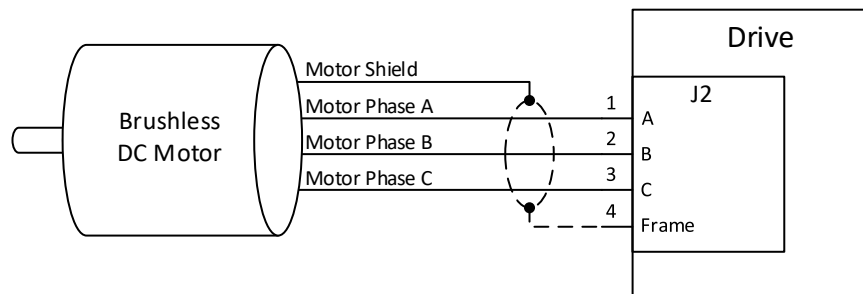 Drive
J2
Brushless
DC Motor
Motor Shield
Motor Phase A
1
A
Motor Phase B
2
B
Motor Phase C
3
C
4
Frame